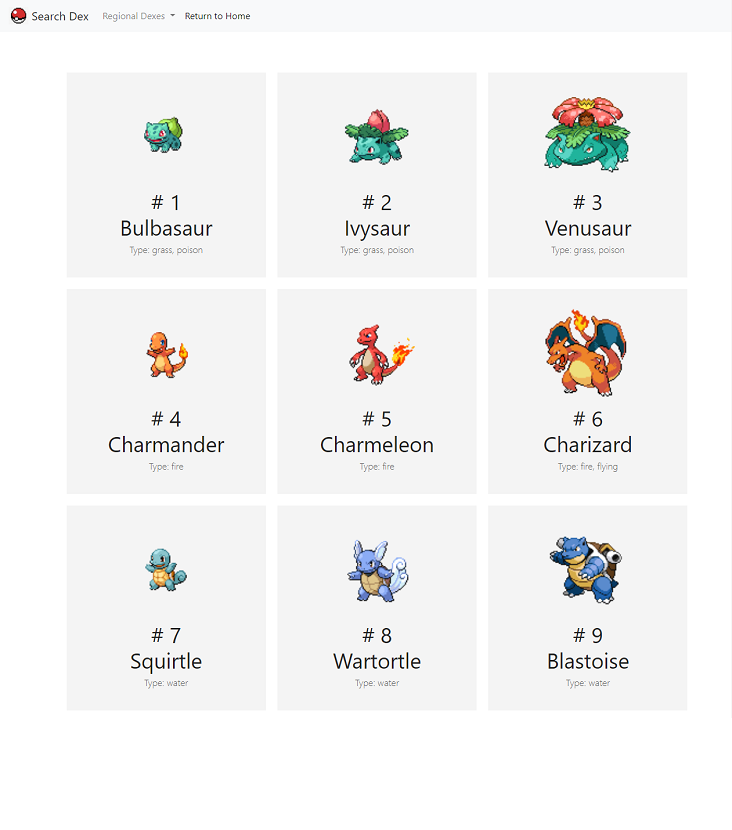 Search Dex Regional Dexes Return to Home
# 1
Bulbasaur
Type: grass, poison
# 2
Ivysaur
Type: grass, poison
# 3
Venusaur
Type: grass, poison
# 4
Charmander
Type: fire
# 5
Charmeleon
Type: fire
# 6
Charizard
Type: fire, flying
# 7
Squirtle
Type: water
# 8
Wartortle
Type: water
# 9
Blastoise
Type: water